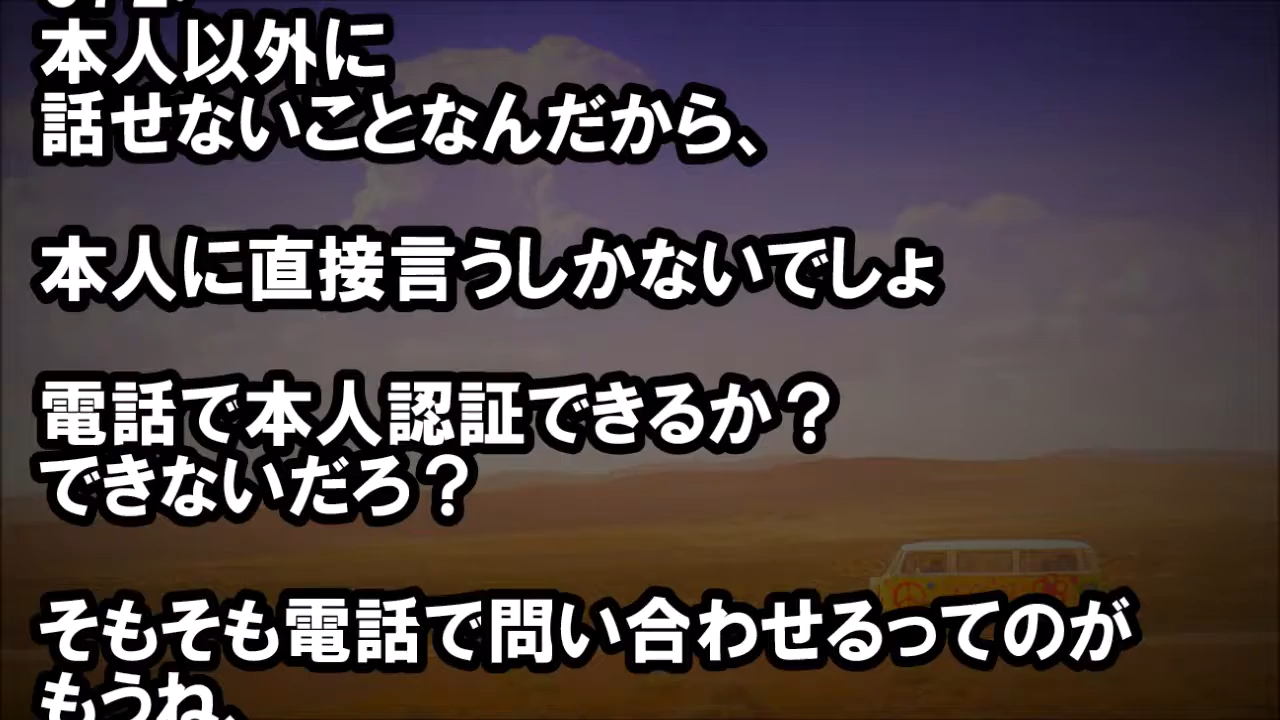 本人以外に
話せないことなんだから、
本人に直接言うしかないでしょ
電話で本人認証できるか？
できないだろ？
そもそも電話で問い合わせるってのが
もうね、